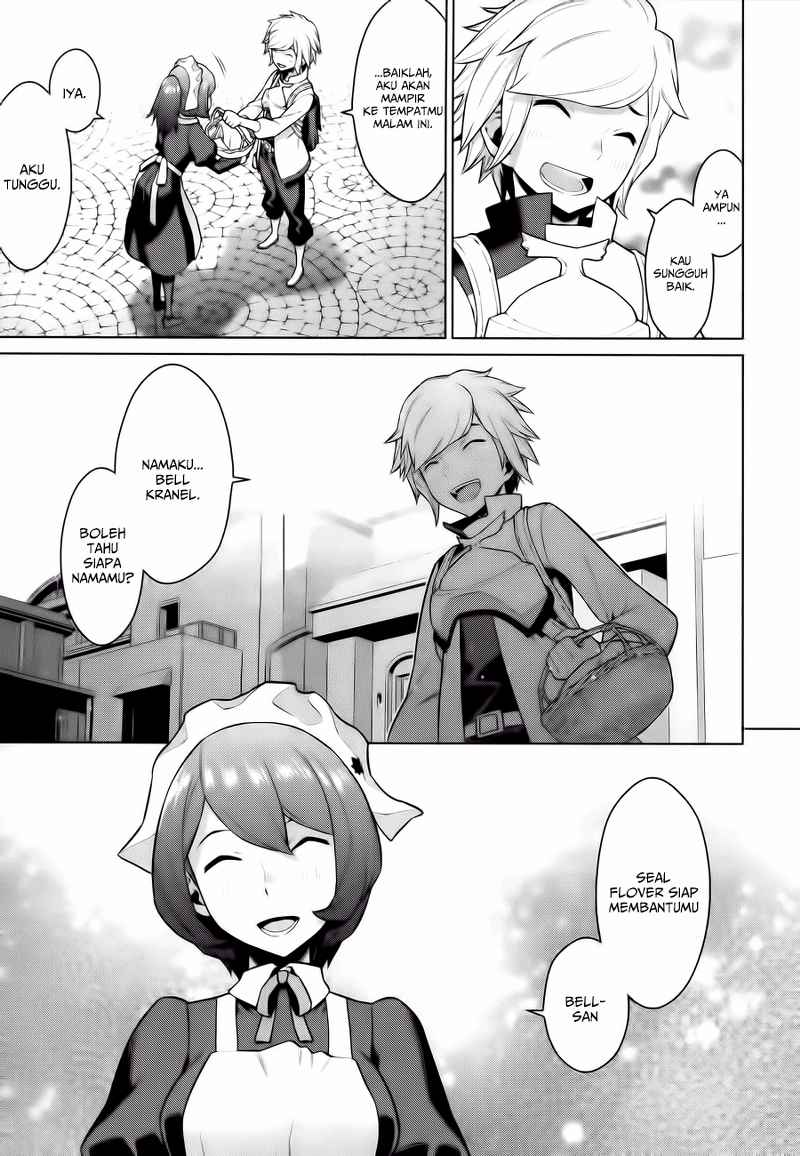 YA
AMPUN
...
KAU
SUNGGUH
BAIK.
...BAIKLAH,
AKU AKAN
MAMPIR
KE TEMPATMU
MALAM INI.
IYA.
AKU
TUNGGU.
NAMAKU...
BELL
KRANEL.
BOLEH
TAHU
SIAPA
NAMAMU?
SEAL
FLOVER SIAP
MEMBANTUMU
BELL-
SAN